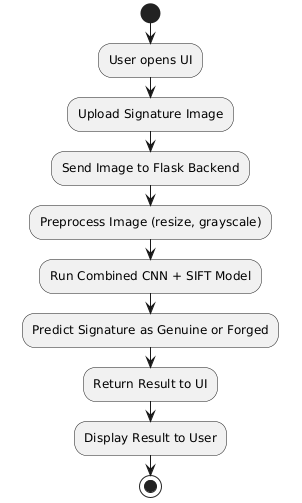 User opens UI
Upload Signature Image
Send Image to Flask Backend
Preprocess Image (resize, grayscale)
Run Combined CNN + SIFT Model
Predict Signature as Genuine or Forged
Return Result to UI
Display Result to User